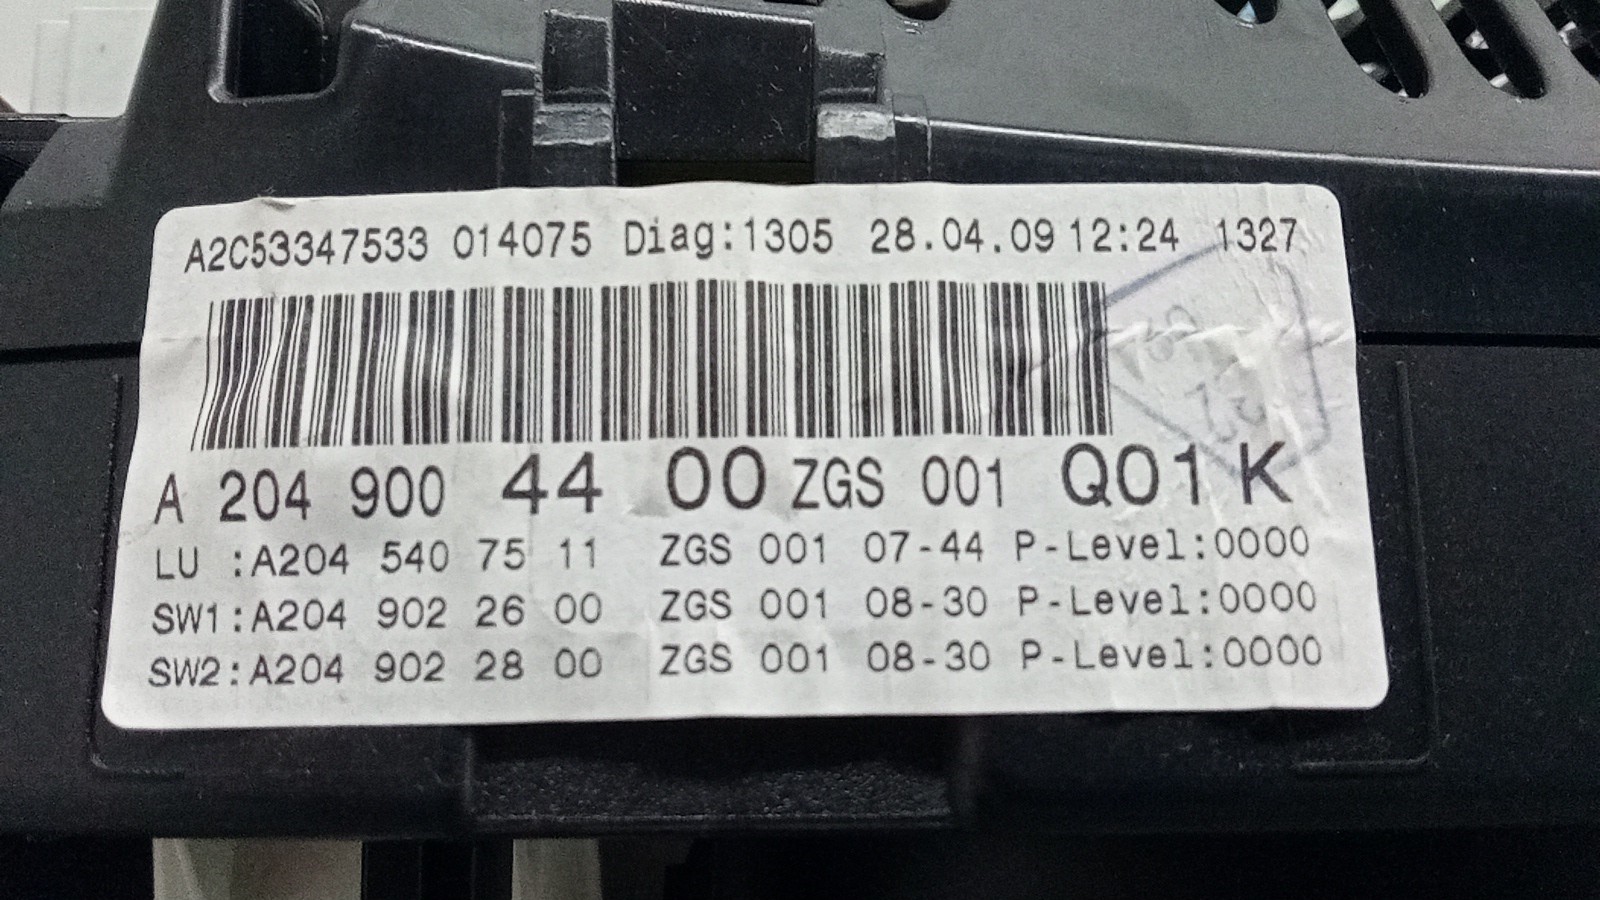 A2C53347533 014075 Diag:1305 28.04.09 12:24 1327
A 204 900 44 00 ZGS 001 Q01 K
LU :A204 540 75 11 ZGS 001 07-44 P-Level:0000
SW1:A204 902 26 00 ZGS 001 08-30 P-Level:0000
SW2:A204 902 28 00 ZGS 001 08-30 P-Level:0000